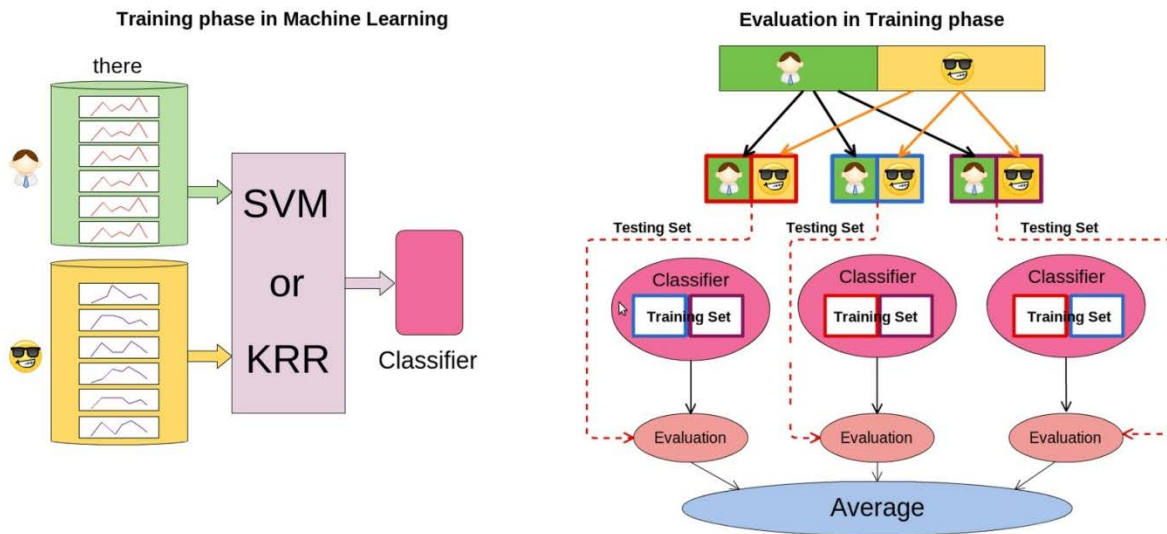 Training phase in Machine Learning
there
SVM
or
KRR
Classifier
Evaluation in Training phase
Testing Set
Testing Set
Testing Set
Classifier
Training Set
Classifier
Training Set
Classifier
Training Set
Evaluation
Evaluation
Evaluation
Average